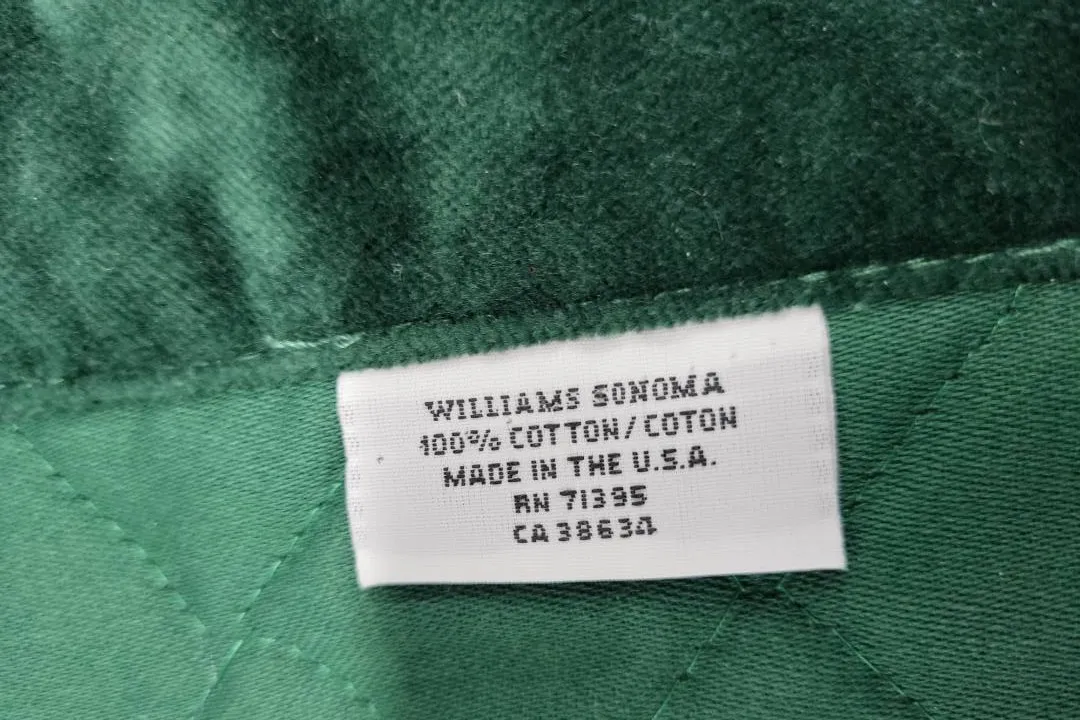 WILLIAMS SONOMA
100% COTTON/COTON
MADE IN THE U.S.A.
RN 71395
CA 38634